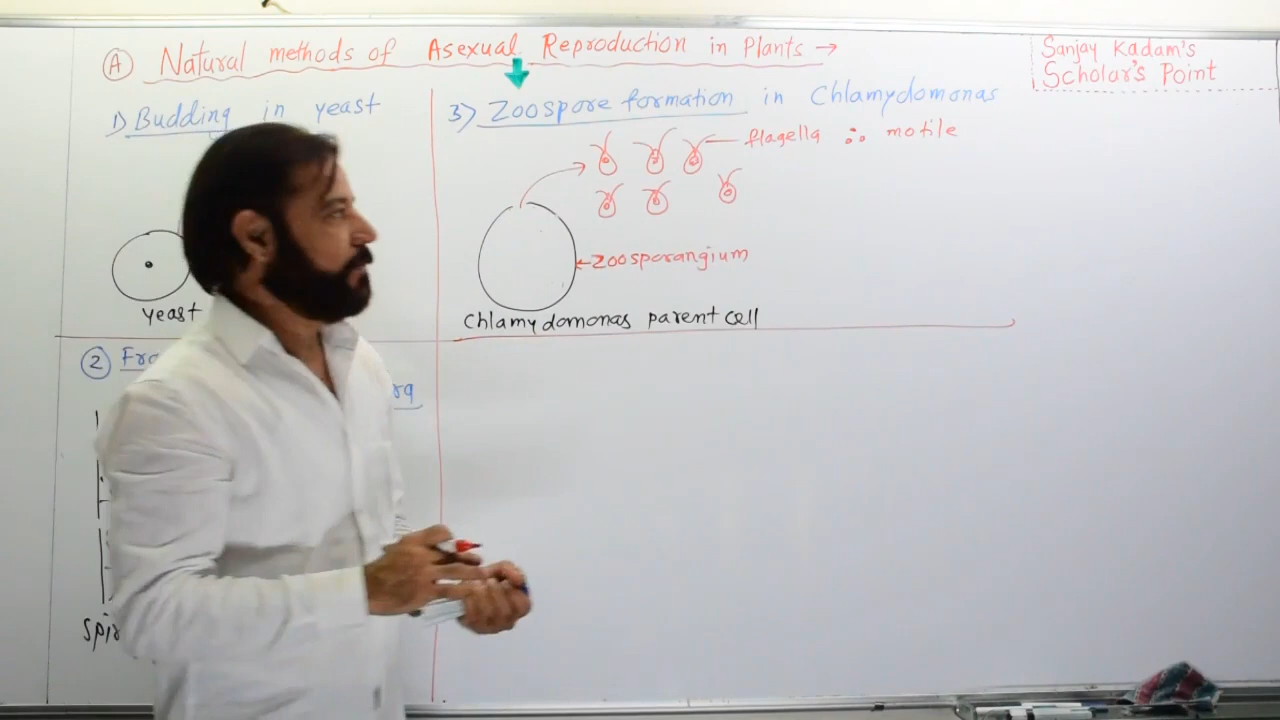 Ⓐ Natural methods of Asexual Reproduction in Plants →
Sanjay Kadam's
Scholar's Point
1) Budding in yeast
yeast
3) Zoospore formation in Chlamydomonas
flagella ∴ motile
←Zoosporangium
Chlamydomonas parent cell
②